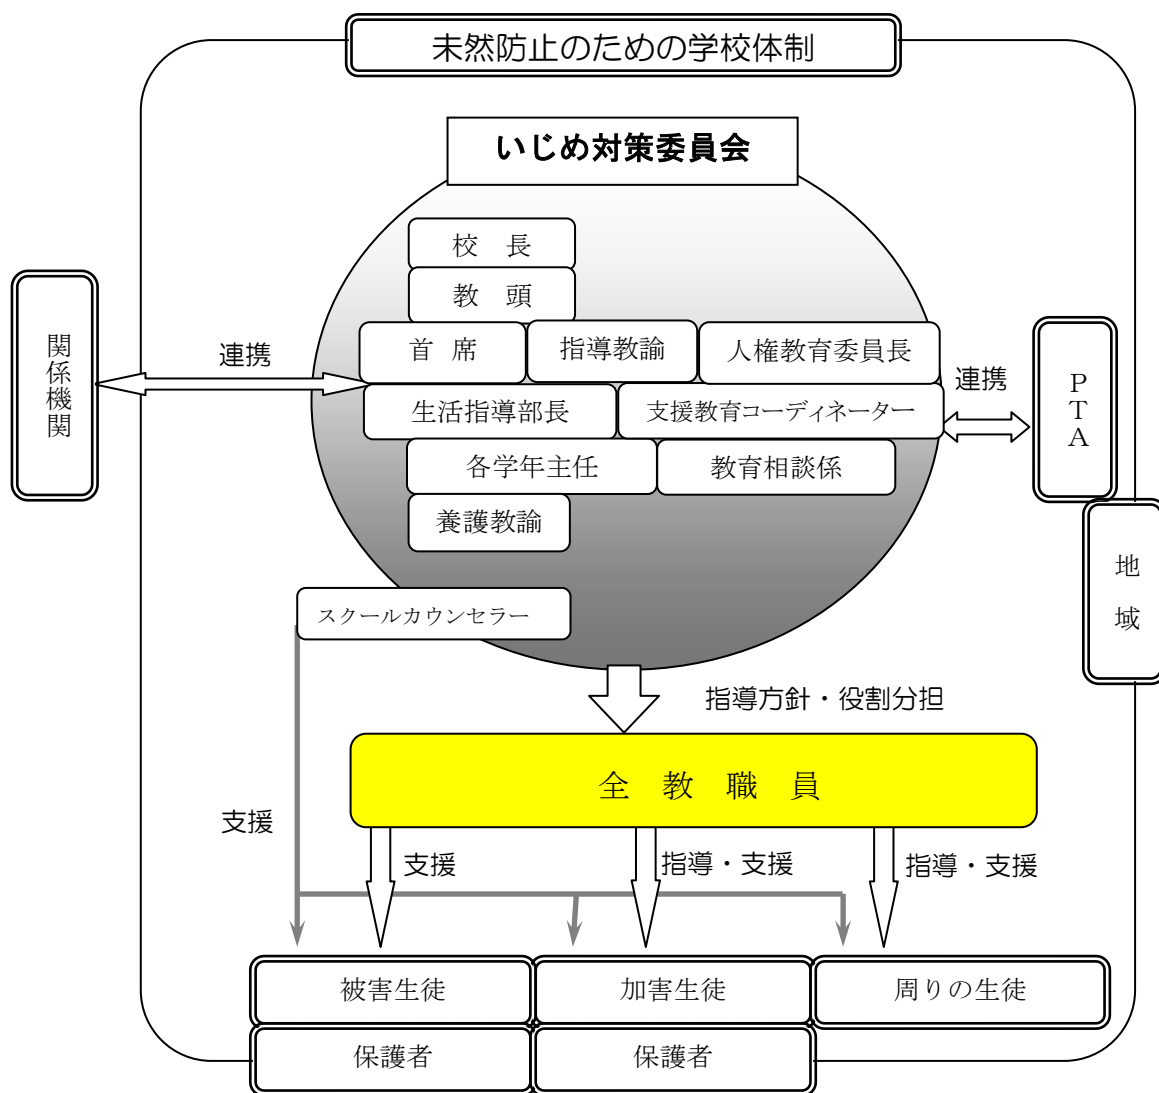 未然防止のための学校体制
いじめ対策委員会
校　長
教　頭
首 席
指導教諭
人権教育委員長
生活指導部長
支援教育コーディネーター
各学年主任
教育相談係
養護教諭
スクールカウンセラー
関係機関
連携
連携
PTA
地域
指導方針・役割分担
全　教　職　員
支援
支援
指導・支援
指導・支援
被害生徒
加害生徒
周りの生徒
保護者
保護者